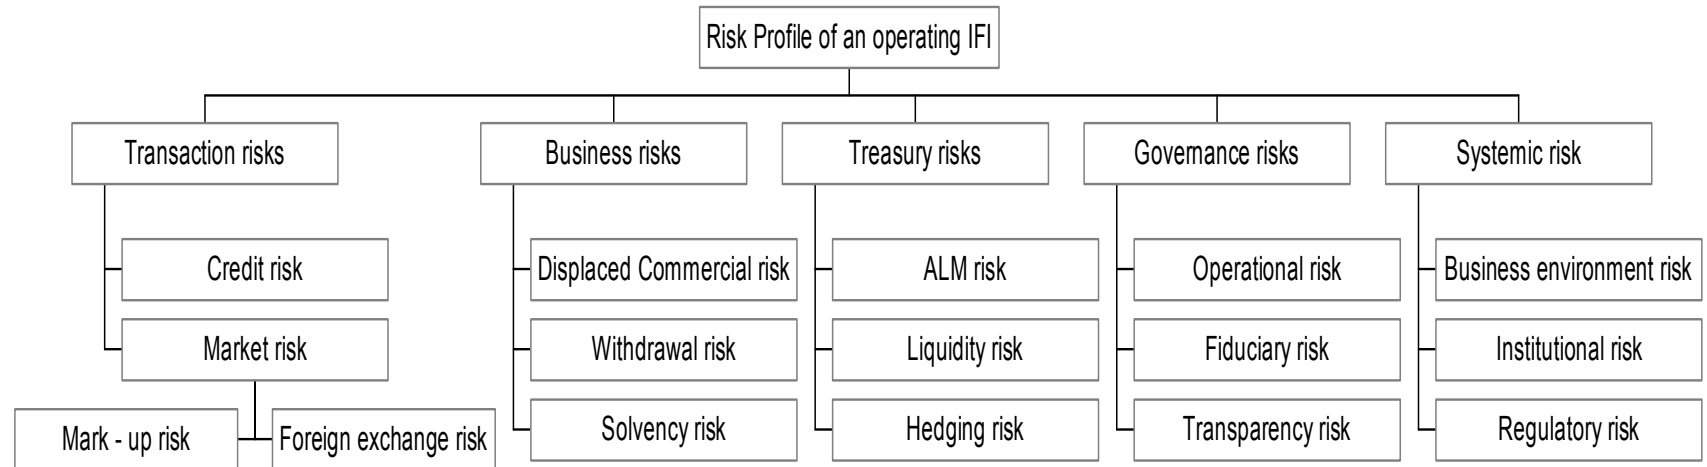 Risk Profile of an operating IFI
Transaction risks
Business risks
Treasury risks
Governance risks
Systemic risk
Credit risk
Displaced Commercial risk
ALM risk
Operational risk
Business environment risk
Market risk
Withdrawal risk
Liquidity risk
Fiduciary risk
Institutional risk
Mark - up risk
Foreign exchange risk
Solvency risk
Hedging risk
Transparency risk
Regulatory risk